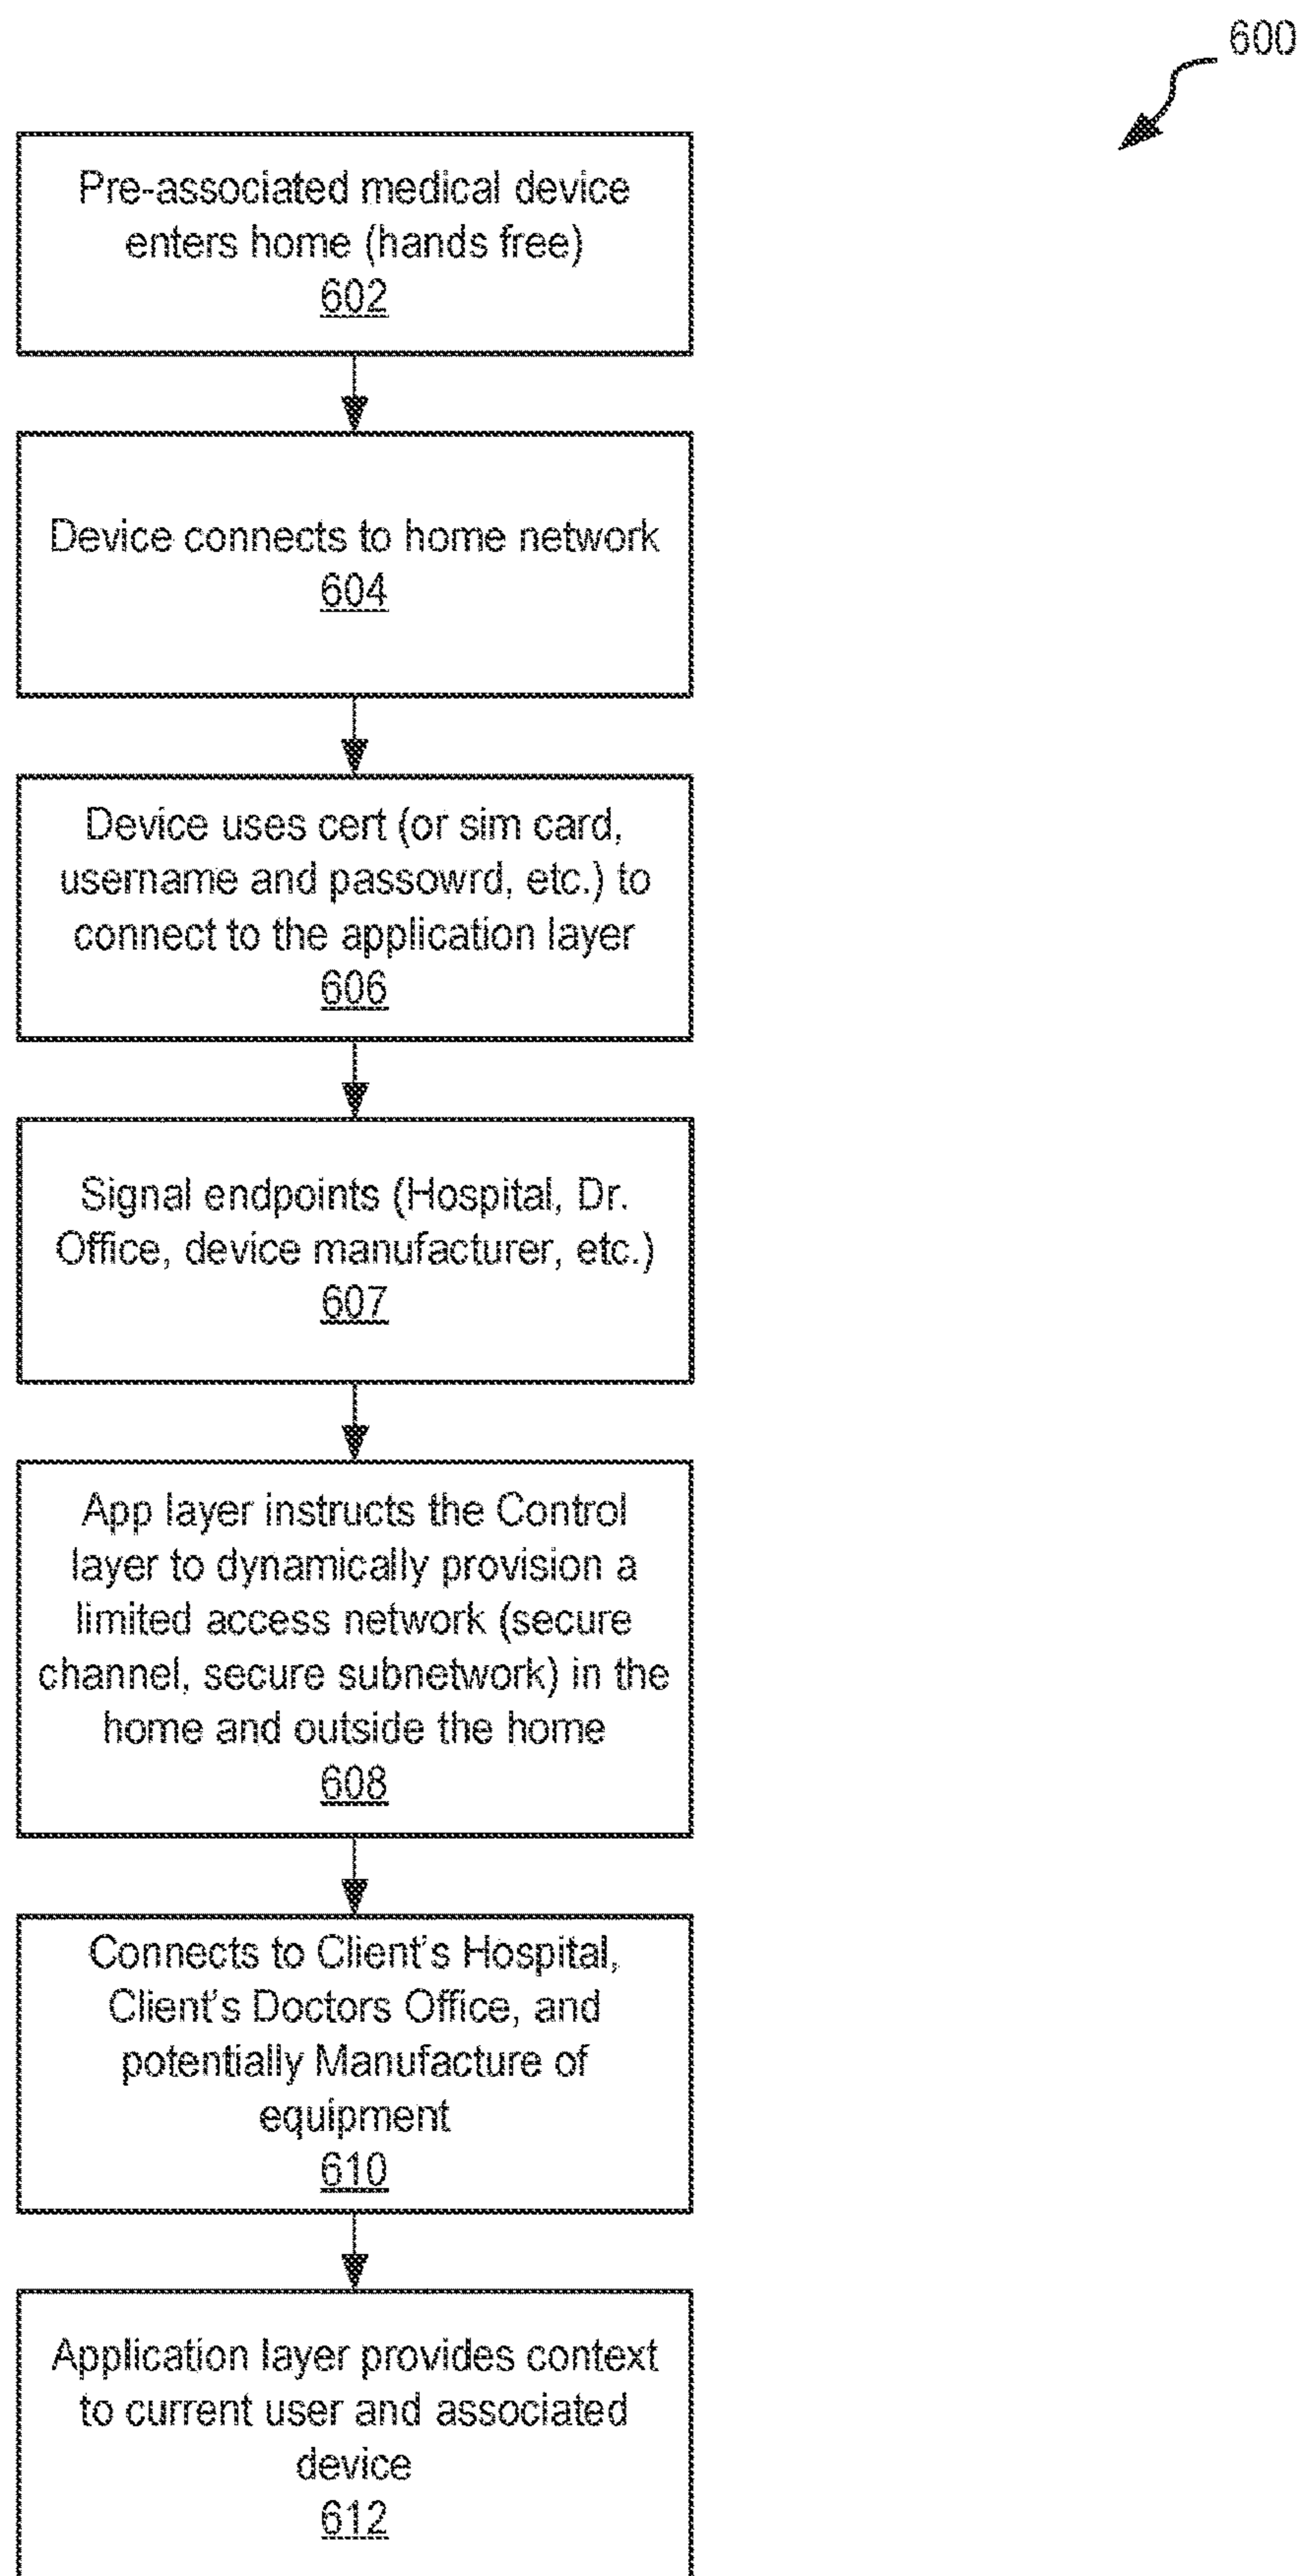 600
Pre-associated medical device
enters home (hands free)
602
Device connects to home network
604
Device uses cert (or sim card,
username and passowrd, etc.) to
connect to the application layer
606
Signal endpoints (Hospital, Dr.
Office, device manufacturer, etc.)
607
App layer instructs the Control
layer to dynamically provision a
limited access network (secure
channel, secure subnetwork) in the
home and outside the home
608
Connects to Client's Hospital,
Client's Doctors Office, and
potentially Manufacture of
equipment
610
Application layer provides context
to current user and associated
device
612